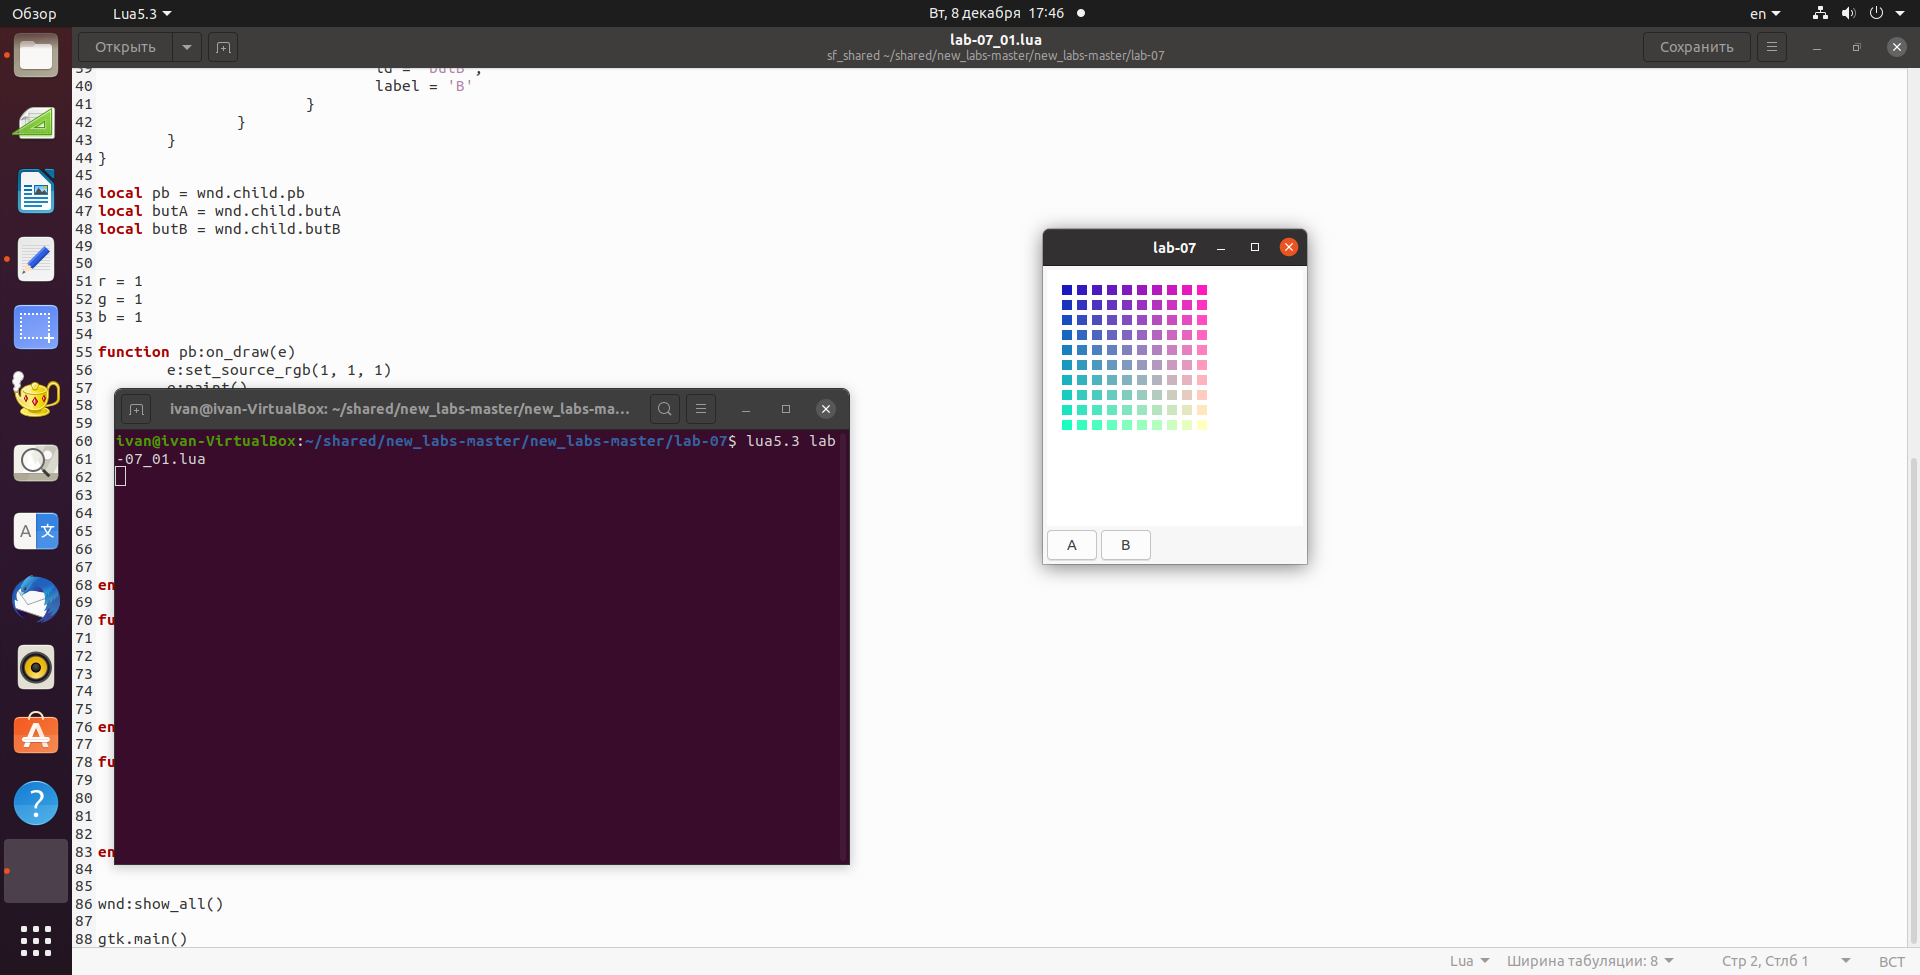 Обзор
Lua5.3
Вт, 8 декабря 17:46
en
Открыть
lab-07_01.lua
sf_shared ~/shared/new_labs-master/new_labs-master/lab-07
Сохранить
39 id = 'butB',
40 label = 'B'
41 }
42 }
43 }
44 }
45
46 local pb = wnd.child.pb
47 local butA = wnd.child.butA
48 local butB = wnd.child.butB
49
50
51 r = 1
52 g = 1
53 b = 1
54
55 function pb:on_draw(e)
56 e:set_source_rgb(1, 1, 1)
57 e:paint()
58
59
60
61
62
63
64
65
66
67
68 en
69
70 fu
71
72
73
74
75
76 en
77
78 fu
79
80
81
82
83 en
84
85
86 wnd:show_all()
87
88 gtk.main()
ivan@ivan-VirtualBox: ~/shared/new_labs-master/new_labs-ma...
ivan@ivan-VirtualBox:~/shared/new_labs-master/new_labs-master/lab-07$ lua5.3 lab
-07_01.lua
lab-07
A B
A 文
?
Lua
Ширина табуляции: 8
Стр 2, Стлб 1
ВСТ